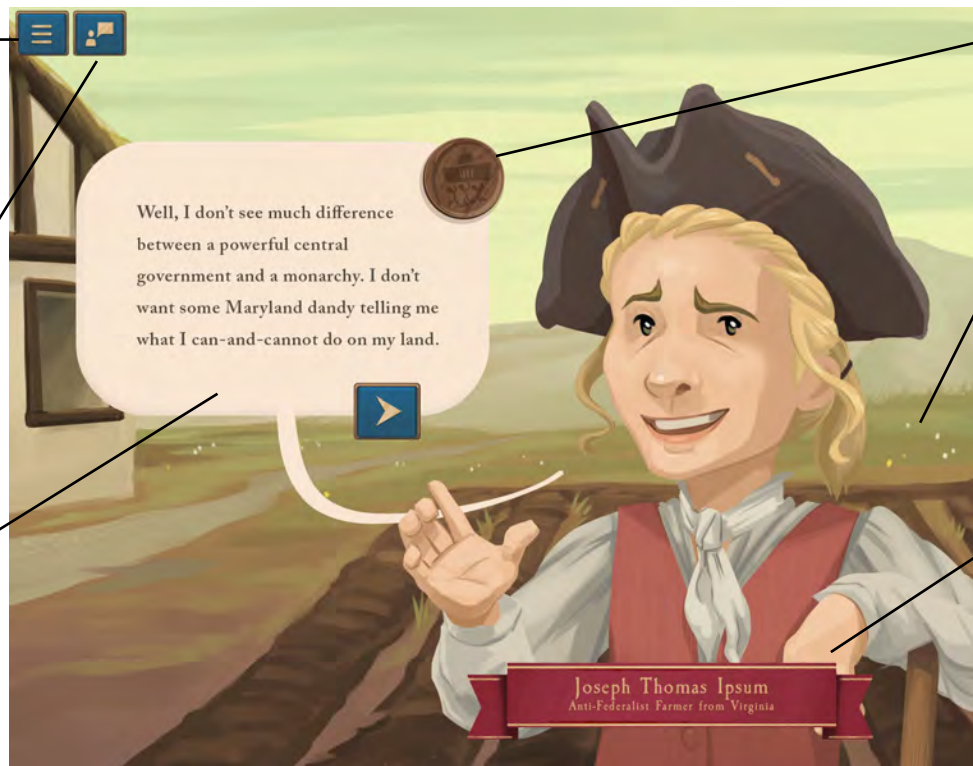 Well, I don't see much difference
between a powerful central
government and a monarchy. I don't
want some Maryland dandy telling me
what I can-and-cannot do on my land.
Joseph Thomas Ipsum
Anti-Federalist Farmer from Virginia